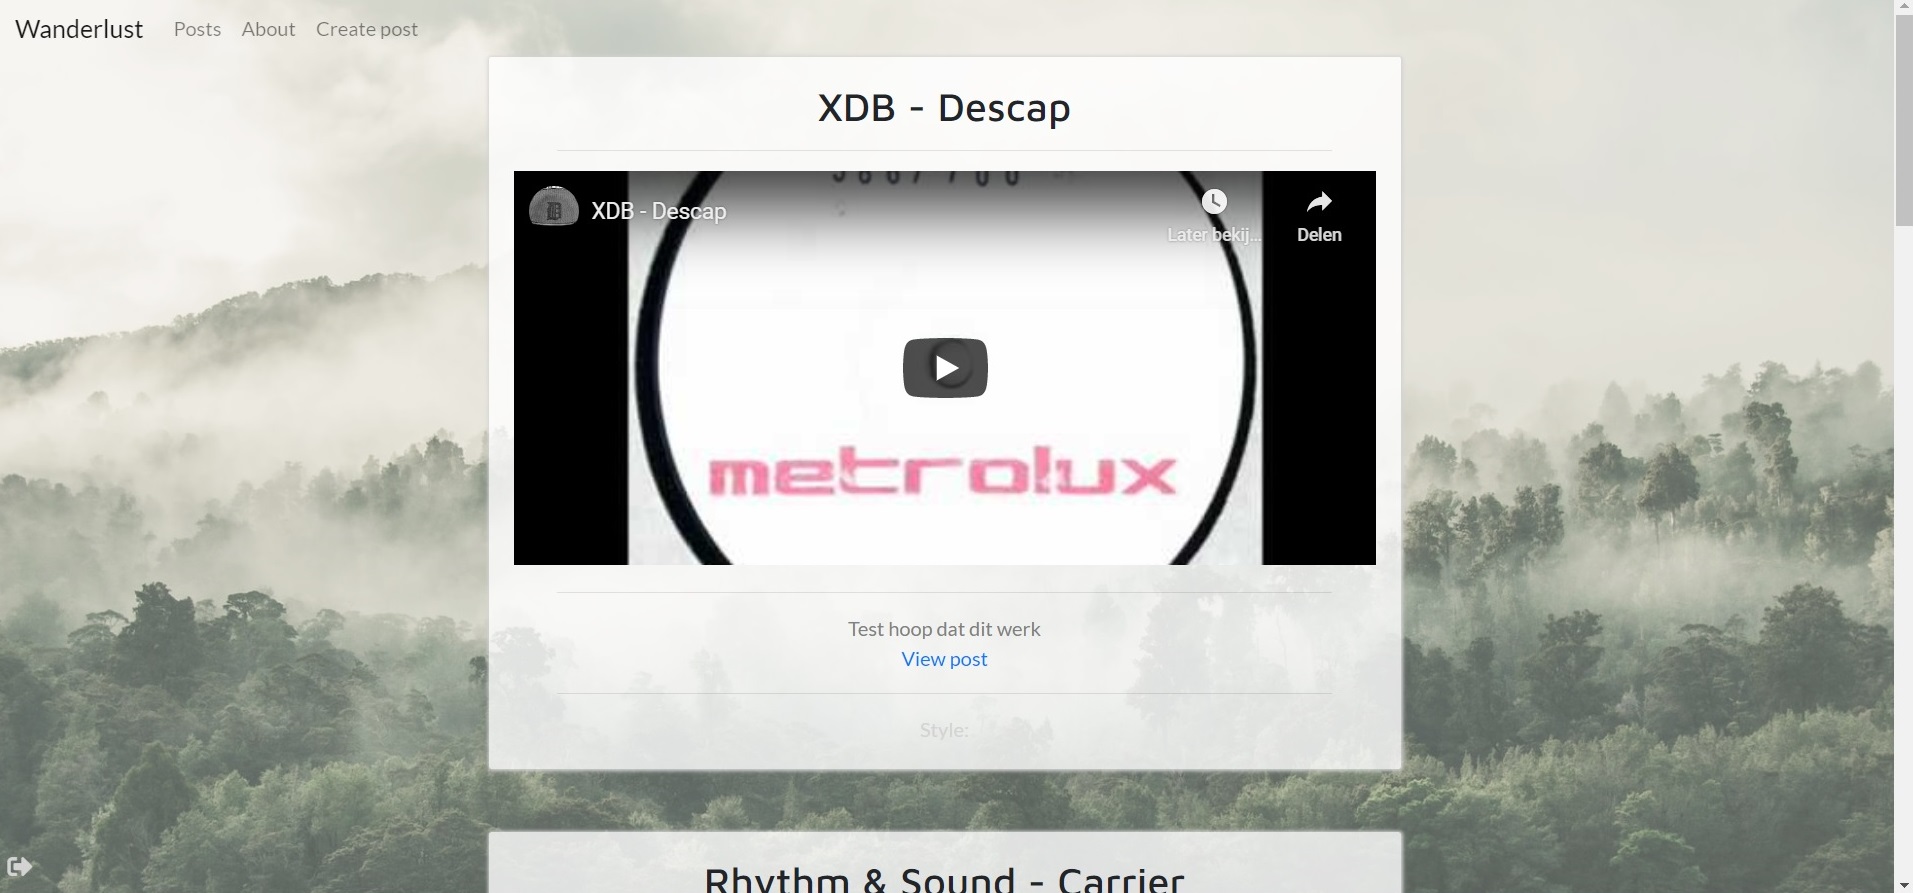 Wanderlust
Posts
About
Create post
XDB - Descap
XDB - Descap
Later bekij...
Delen
metrolux
Test hoop dat dit werk
View post
Style:
Rhythm & Sound - Carrier